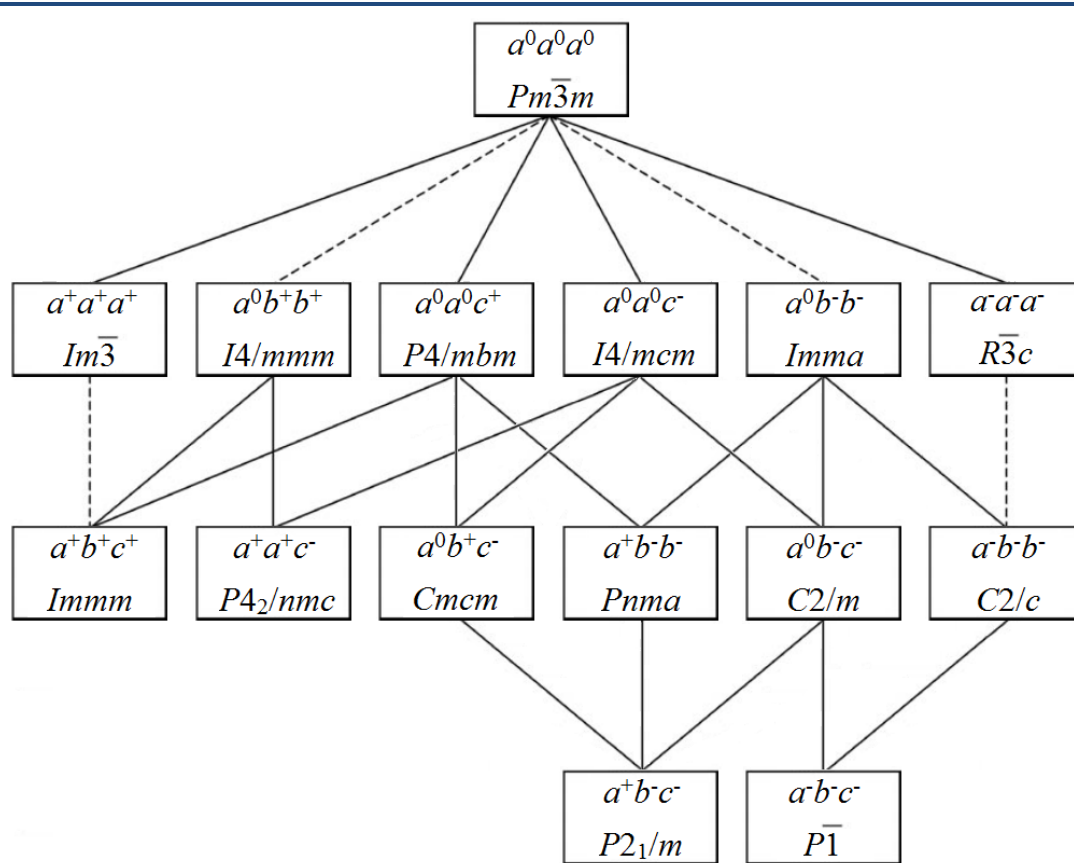 a⁰a⁰a⁰
Pm3̅m
a⁺a⁺a⁺
Im3̅
a⁰b⁺b⁺
I4/mmm
a⁰a⁰c⁺
P4/mbm
a⁰a⁰c⁻
I4/mcm
a⁰b⁻b⁻
Imma
a⁻a⁻a⁻
R3̅c
a⁺b⁺c⁺
Immm
a⁺a⁺c⁻
P4₂/nmc
a⁰b⁺c⁻
Cmcm
a⁺b⁻b⁻
Pnma
a⁰b⁻c⁻
C2/m
a⁻b⁻b⁻
C2/c
a⁺b⁻c⁻
P2₁/m
a⁻b⁻c⁻
P1̅